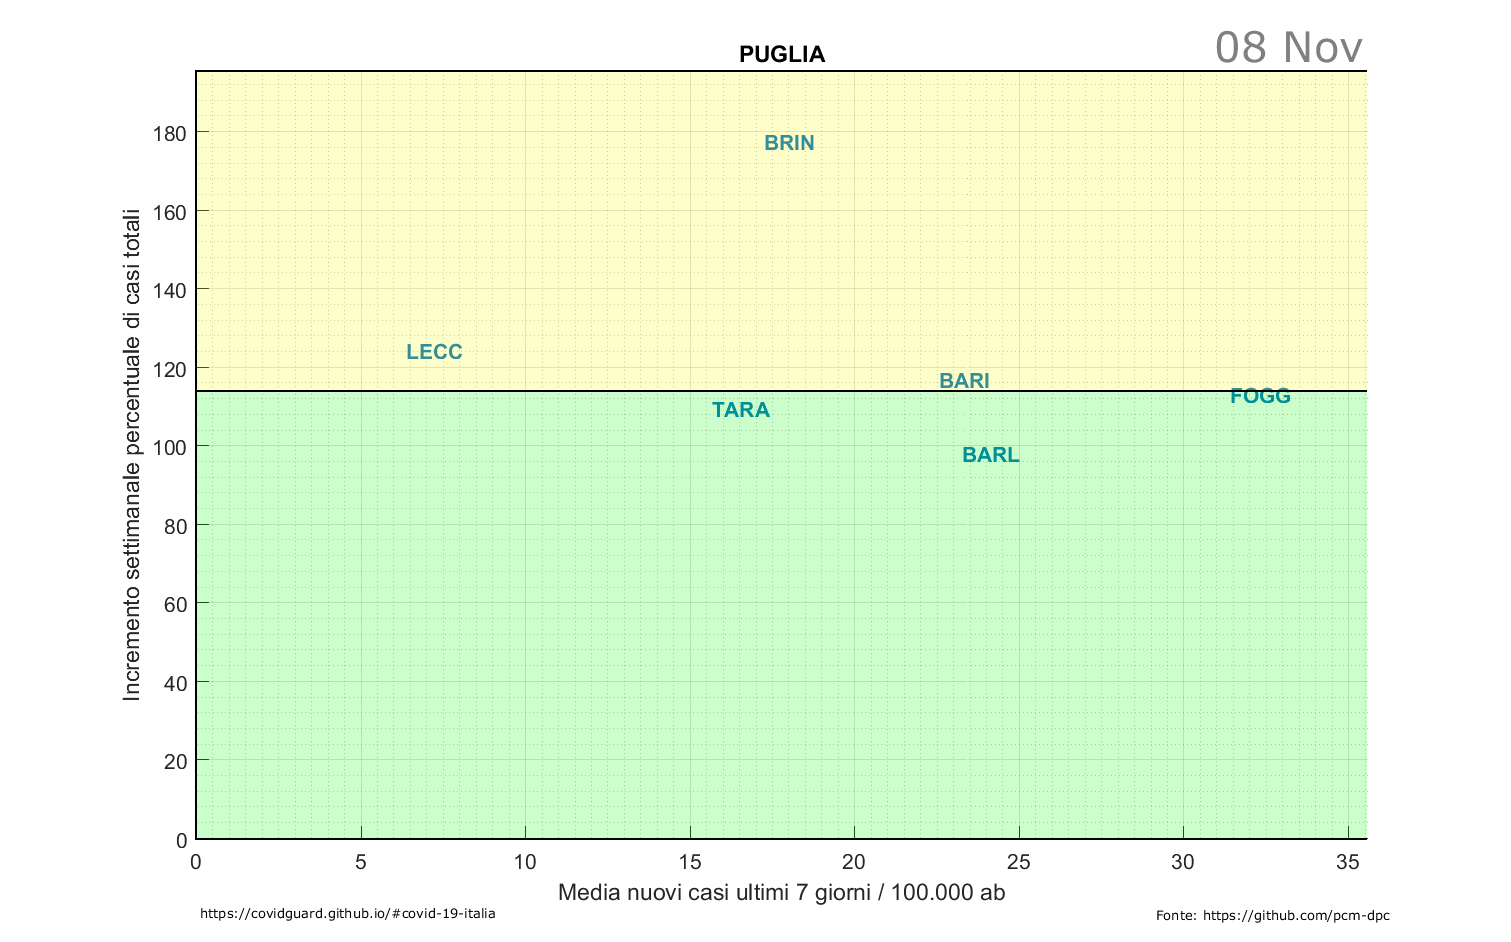 PUGLIA
08 Nov
Incremento settimanale percentuale di casi totali
180
160
140
120
100
80
60
40
20
0
BRIN
LECC
BARI
FOGG
TARA
BARL
0 5 10 15 20 25 30 35
Media nuovi casi ultimi 7 giorni / 100.000 ab
https://covidguard.github.io/#covid-19-italia
Fonte: https://github.com/pcm-dpc